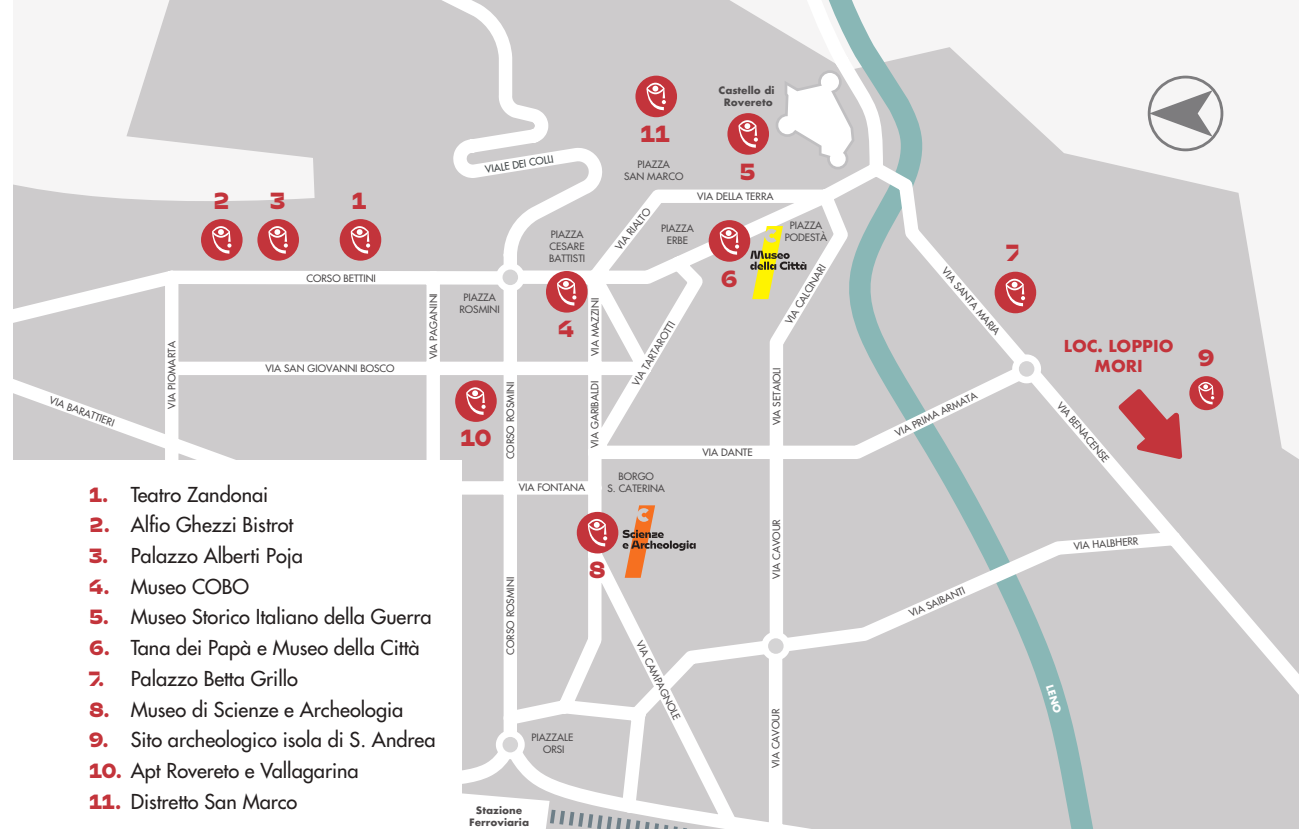 Castello di
Rovereto
11
5
VIALE DEI COLLI
PIAZZA
SAN MARCO
VIA DELLA TERRA
2
3
1
VIA RIALTO
PIAZZA
ERBE
PIAZZA
PODESTÀ
PIAZZA
CESARE
BATTISTI
3
Museo
della Città
6
7
CORSO BETTINI
VIA CALCINARI
VIA SANTA MARIA
PIAZZA
ROSMINI
4
VIA PAGANINI
VIA MAZZINI
VIA TARTAROTTI
LOC. LOPPIO
MORI
9
VIA PIOMARTA
VIA SAN GIOVANNI BOSCO
VIA SETAIOLI
VIA BARATTIERI
10
CORSO ROSMINI
VIA GARIBALDI
VIA PRIMA ARMATA
VIA BENACENSE
VIA DANTE
VIA FONTANA
BORGO
S. CATERINA
3
Scienze
e Archeologia
8
VIA CAVOUR
VIA HALBHERR
VIA SAIBANTI
CORSO ROSMINI
VIA CAMPAGNOLE
LENO
PIAZZALE
ORSI
VIA CAVOUR
Stazione
Ferroviaria
1. Teatro Zandonai
2. Alfio Ghezzi Bistrot
3. Palazzo Alberti Poja
4. Museo COBO
5. Museo Storico Italiano della Guerra
6. Tana dei Papà e Museo della Città
7. Palazzo Betta Grillo
8. Museo di Scienze e Archeologia
9. Sito archeologico isola di S. Andrea
10. Apt Rovereto e Vallagarina
11. Distretto San Marco